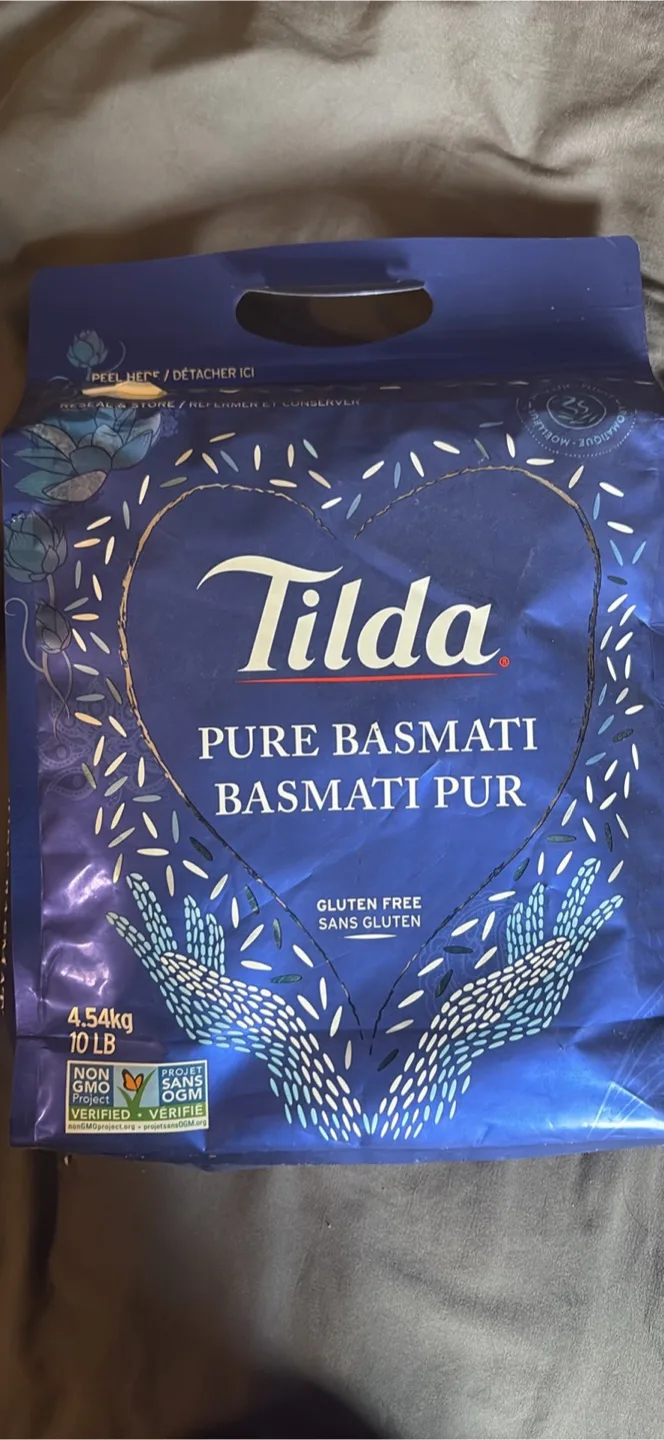 PEEL HERE / DÉTACHER ICI
RESEAL & STORE / REFERMER ET CONSERVER
Tilda®
PURE BASMATI
BASMATI PUR
GLUTEN FREE
SANS GLUTEN
4.54kg
10 LB
NON
GMO
Project
VERIFIED
PROJET
SANS
OGM
VÉRIFIÉ
nonGMOproject.org - projetsansOGM.org